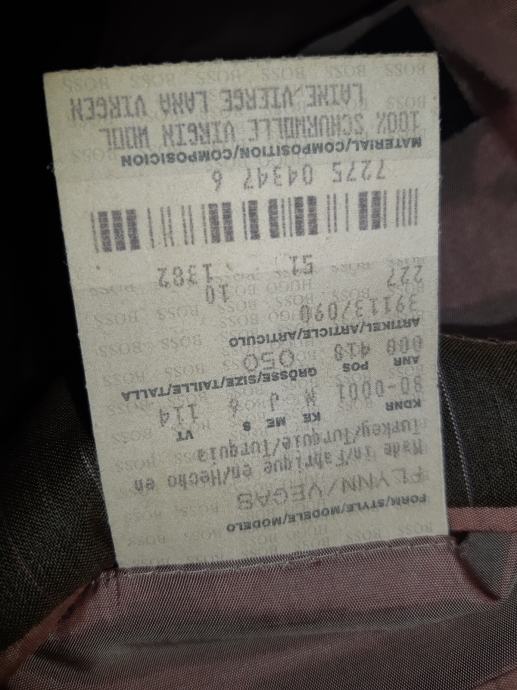 FORM/STYLE/MODELE/MODELO
FLYNN/VEGAS
Made in/Fabrique en/Hecho en
Turkey/Turquie/Turquia
KDNR KE ME S VT
80-0001 N J 6 114
ANR POS GRÖSSE/SIZE/TAILLE/TALLA
008 418 050
ARTIKEL/ARTICLE/ARTICULO
39113/090
227 10
51 1382
7275 04347 6
MATERIAL/COMPOSITION/COMPOSICION
100% SCHURWOLLE VIRGIN WOOL
LAINE VIERGE LANA VIRGEN